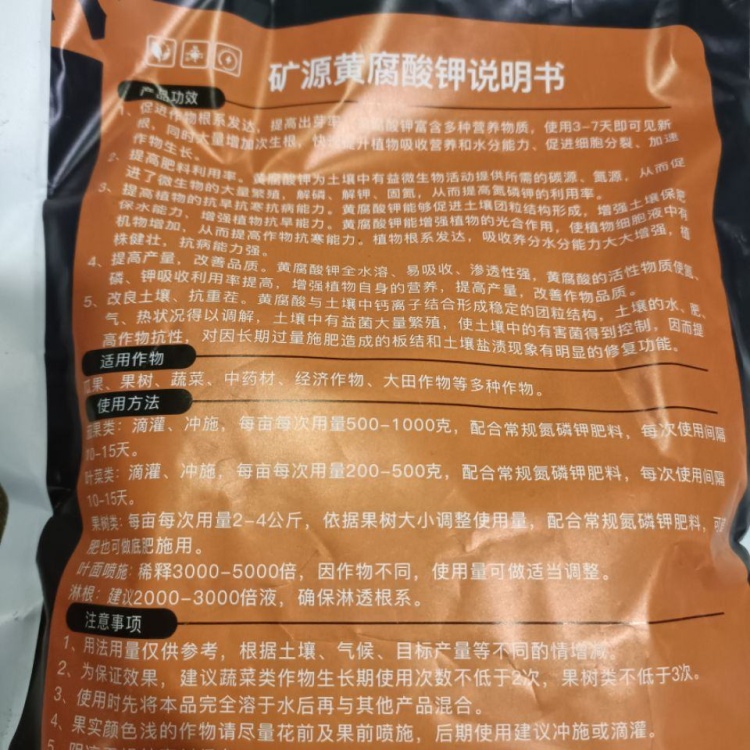 矿源黄腐酸钾说明书
产品功效
1、促进作物根系发达，提高出芽率，黄腐酸钾富含多种营养物质，使用3-7天即可见新
根，同时大量增加次生根，快速提升植物吸收营养和水分能力、促进细胞分裂、加速
作物生长。
2、提高肥料利用率。黄腐酸钾为土壤中有益微生物活动提供所需的碳源、氮源，从而促
进了微生物的大量繁殖，解磷、解钾、固氮，从而提高氮磷钾的利用率。
3、提高植物的抗旱抗寒抗病能力。黄腐酸钾能够促进土壤团粒结构形成，增强土壤保肥
保水能力、增强植物抗旱能力。黄腐酸钾能增强植物的光合作用，使植物细胞液中有
机物增加，从而提高作物抗寒能力。植物根系发达，吸收养分水分能力大大增强，植
株健壮，抗病能力强。
4、提高产量，改善品质。黄腐酸钾全水溶、易吸收、渗透性强，黄腐酸的活性物质使氮、
磷、钾吸收利用率提高，增强植物自身的营养，提高产量，改善作物品质。
5、改良土壤、抗重茬。黄腐酸与土壤中钙离子结合形成稳定的团粒结构，土壤的水、肥、
气、热状况得以调解，土壤中有益菌大量繁殖，使土壤中的有害菌得到控制，因而提
高作物抗性，对因长期过量施肥造成的板结和土壤盐渍现象有明显的修复功能。
适用作物
瓜果、果树、蔬菜、中药材、经济作物、大田作物等多种作物。
使用方法
瓜果类：滴灌、冲施，每亩每次用量500-1000克，配合常规氮磷钾肥料，每次使用间隔
10-15天。
叶菜类：滴灌、冲施，每亩每次用量200-500克，配合常规氮磷钾肥料，每次使用间隔
10-15天。
果树类：每亩每次用量2-4公斤，依据果树大小调整使用量，配合常规氮磷钾肥料，可
肥也可做底肥施用。
叶面喷施：稀释3000-5000倍，因作物不同，使用量可做适当调整。
淋根：建议2000-3000倍液，确保淋透根系。
注意事项
1、用法用量仅供参考，根据土壤、气候、目标产量等不同酌情增减。
2、为保证效果，建议蔬菜类作物生长期使用次数不低于2次，果树类不低于3次。
3、使用时先将本品完全溶于水后再与其他产品混合。
4、果实颜色浅的作物请尽量花前及果前喷施，后期使用建议冲施或滴灌。